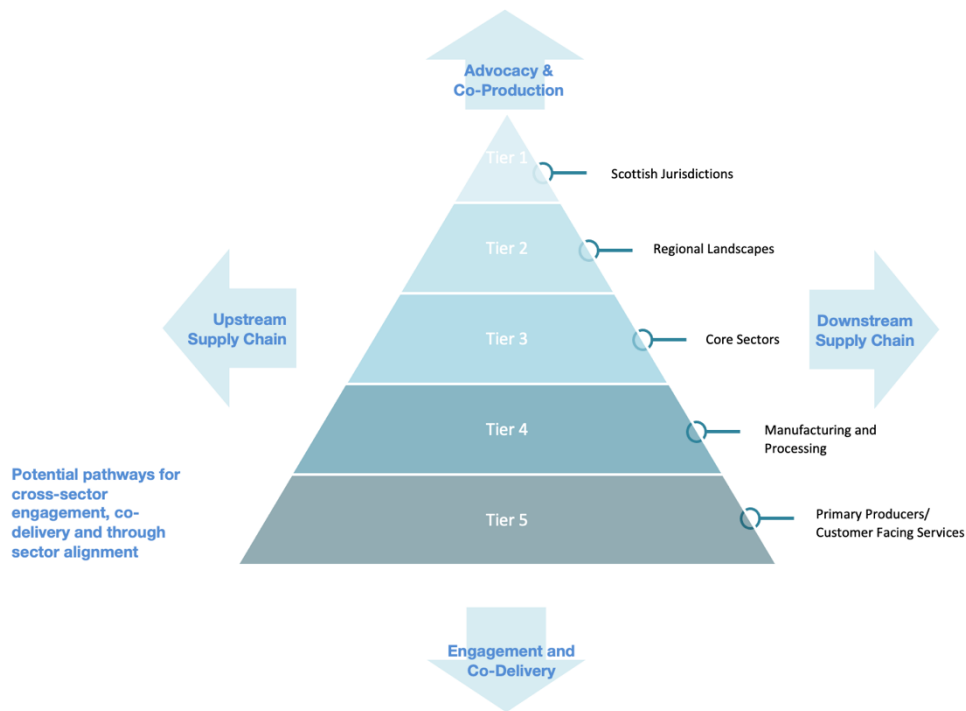 Advocacy &
Co-Production
Tier 1
Scottish Jurisdictions
Tier 2
Regional Landscapes
Upstream
Supply Chain
Tier 3
Core Sectors
Downstream
Supply Chain
Tier 4
Manufacturing and
Processing
Potential pathways for
cross-sector
engagement, co-
delivery and through
sector alignment
Tier 5
Primary Producers/
Customer Facing Services
Engagement and
Co-Delivery